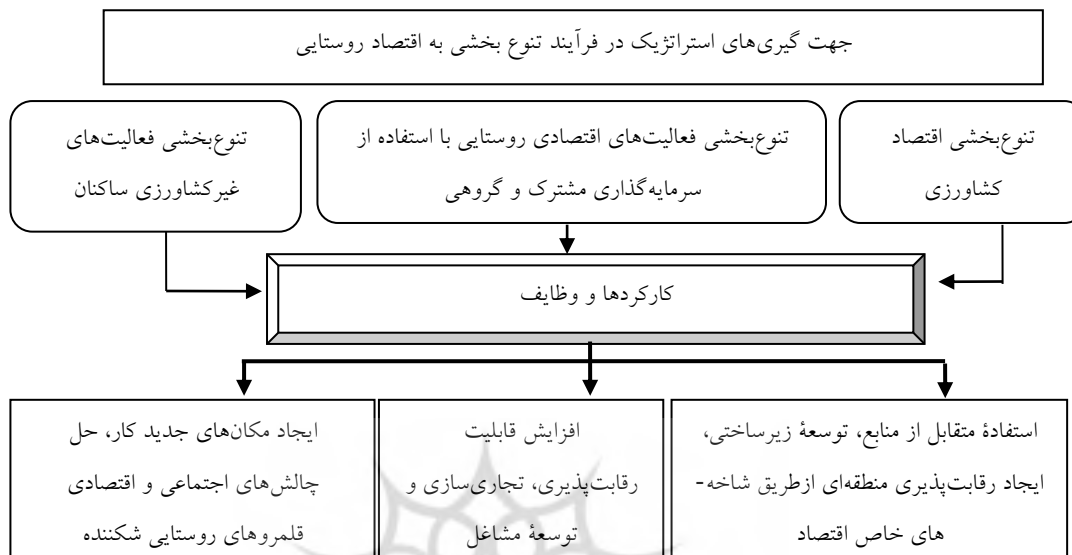 جهت گیری‌های استراتژیک در فرآیند تنوع بخشی به اقتصاد روستایی
تنوع‌بخشی اقتصاد
کشاورزی
تنوع‌بخشی فعالیت‌های اقتصادی روستایی با استفاده از
سرمایه‌گذاری مشترک و گروهی
تنوع‌بخشی فعالیت‌های
غیرکشاورزی ساکنان
کارکردها و وظایف
استفادۀ متقابل از منابع، توسعۀ زیرساختی،
ایجاد رقابت‌پذیری منطقه‌ای ازطریق شاخه-
های خاص اقتصاد
افزایش قابلیت
رقابت‌پذیری، تجاری‌سازی و
توسعۀ مشاغل
ایجاد مکان‌های جدید کار، حل
چالش‌های اجتماعی و اقتصادی
قلمروهای روستایی شکننده